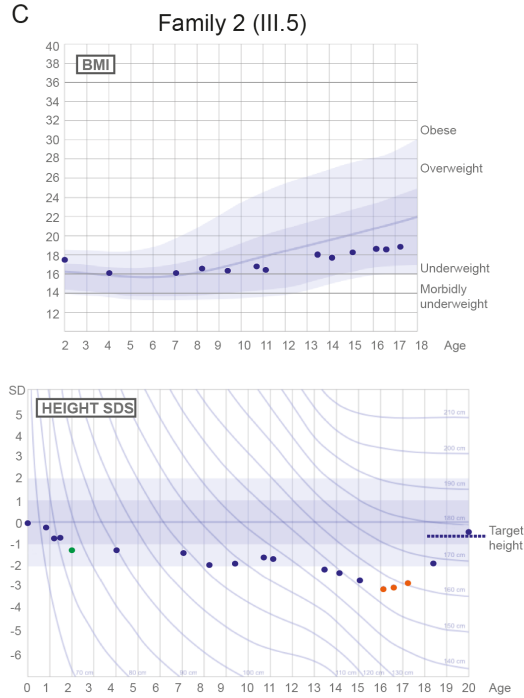 C
Family 2 (III.5)
BMI
40
38
36
34
32
30
28
26
24
22
20
18
16
14
12
Obese
Overweight
Underweight
Morbidly
underweight
2 3 4 5 6 7 8 9 10 11 12 13 14 15 16 17 18 Age
SD
HEIGHT SDS
5
4
3
2
1
0
-1
-2
-3
-4
-5
-6
210 cm
200 cm
190 cm
180 cm
170 cm
160 cm
150 cm
140 cm
Target
height
70 cm 80 cm 90 cm 100 cm 110 cm 120 cm 130 cm
0 1 2 3 4 5 6 7 8 9 10 11 12 13 14 15 16 17 18 19 20 Age